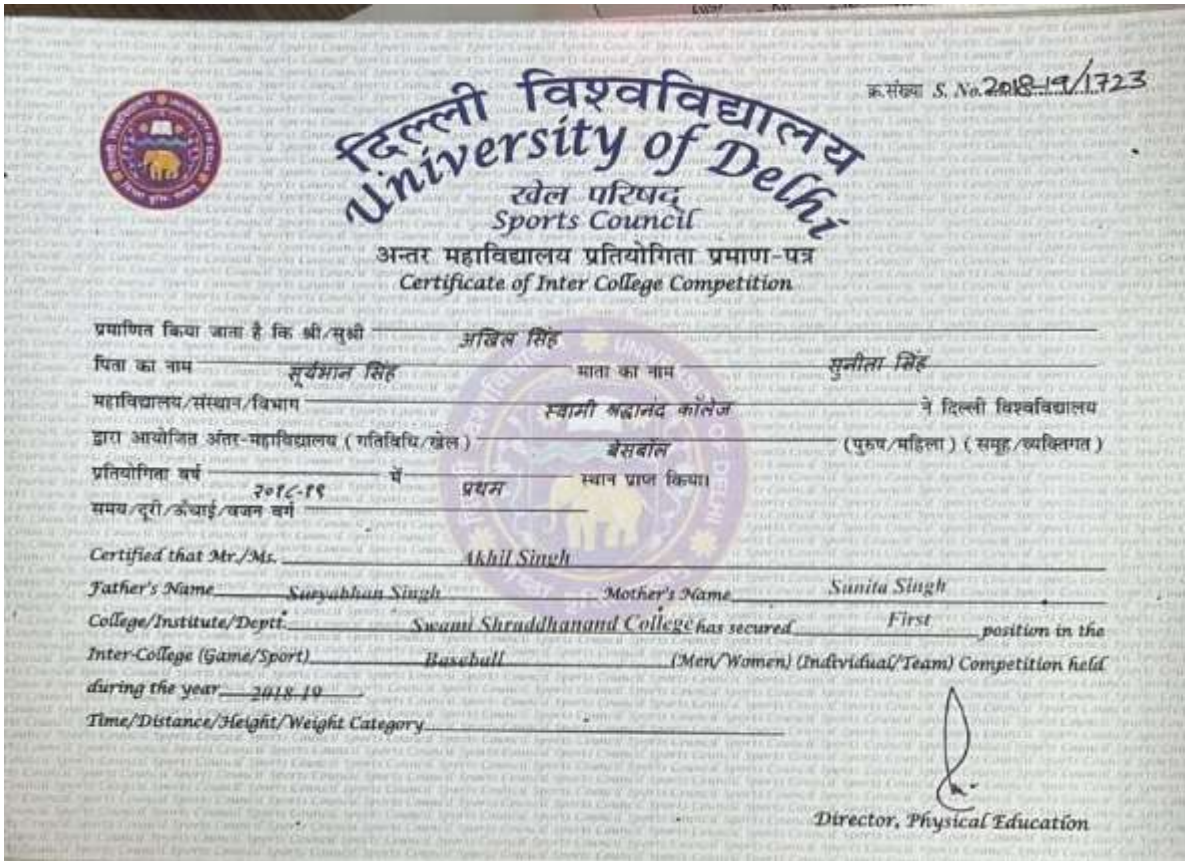 क्र.संख्या S. No. 2018-19/1723
दिल्ली विश्वविद्यालय
University of Delhi
खेल परिषद्
Sports Council
अन्तर महाविद्यालय प्रतियोगिता प्रमाण-पत्र
Certificate of Inter College Competition
प्रमाणित किया जाता है कि श्री/सुश्री अखिल सिंह
पिता का नाम सूर्यभान सिंह माता का नाम सुनीता सिंह
महाविद्यालय/संस्थान/विभाग स्वामी श्रद्धानंद कॉलेज ने दिल्ली विश्वविद्यालय
द्वारा आयोजित अंतर-महाविद्यालय (गतिविधि/खेल) बेसबॉल (पुरुष/महिला) (समूह/व्यक्तिगत)
प्रतियोगिता वर्ष २०१८-१९ में प्रथम स्थान प्राप्त किया।
समय/दूरी/ऊँचाई/वजन वर्ग
Certified that Mr./Ms. Akhil Singh
Father's Name Suryabhan Singh Mother's Name Sunita Singh
College/Institute/Deptt. Swami Shraddhanand College has secured First position in the
Inter-College (Game/Sport) Baseball (Men/Women) (Individual/Team) Competition held
during the year 2018-19
Time/Distance/Height/Weight Category
Director, Physical Education